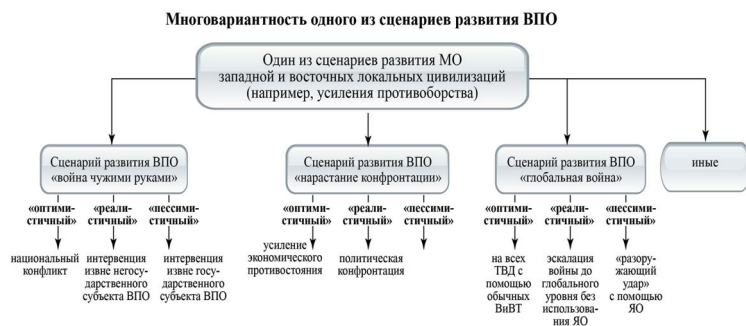 Многовариантность одного из сценариев развития ВПО
Один из сценариев развития МО
западной и восточных локальных цивилизаций
(например, усиления противоборства)
Сценарий развития ВПО
«война чужими руками»
Сценарий развития ВПО
«нарастание конфронтации»
Сценарий развития ВПО
«глобальная война»
иные
«оптими-
стичный»
«реали-
стичный»
«пессими-
стичный»
«оптими-
стичный»
«реали-
стичный»
«пессими-
стичный»
«оптими-
стичный»
«реали-
стичный»
«пессими-
стичный»
национальный
конфликт
интервенция
извне негосу-
дарственного
субъекта ВПО
интервенция
извне госу-
дарственного
субъекта ВПО
усиление
экономического
противостояния
политическая
конфронтация
на всех
ТВД с
помощью
обычных
ВиВТ
эскалация
войны до
глобального
уровня без
использова-
ния ЯО
«разору-
жающий
удар»
с помощью
ЯО